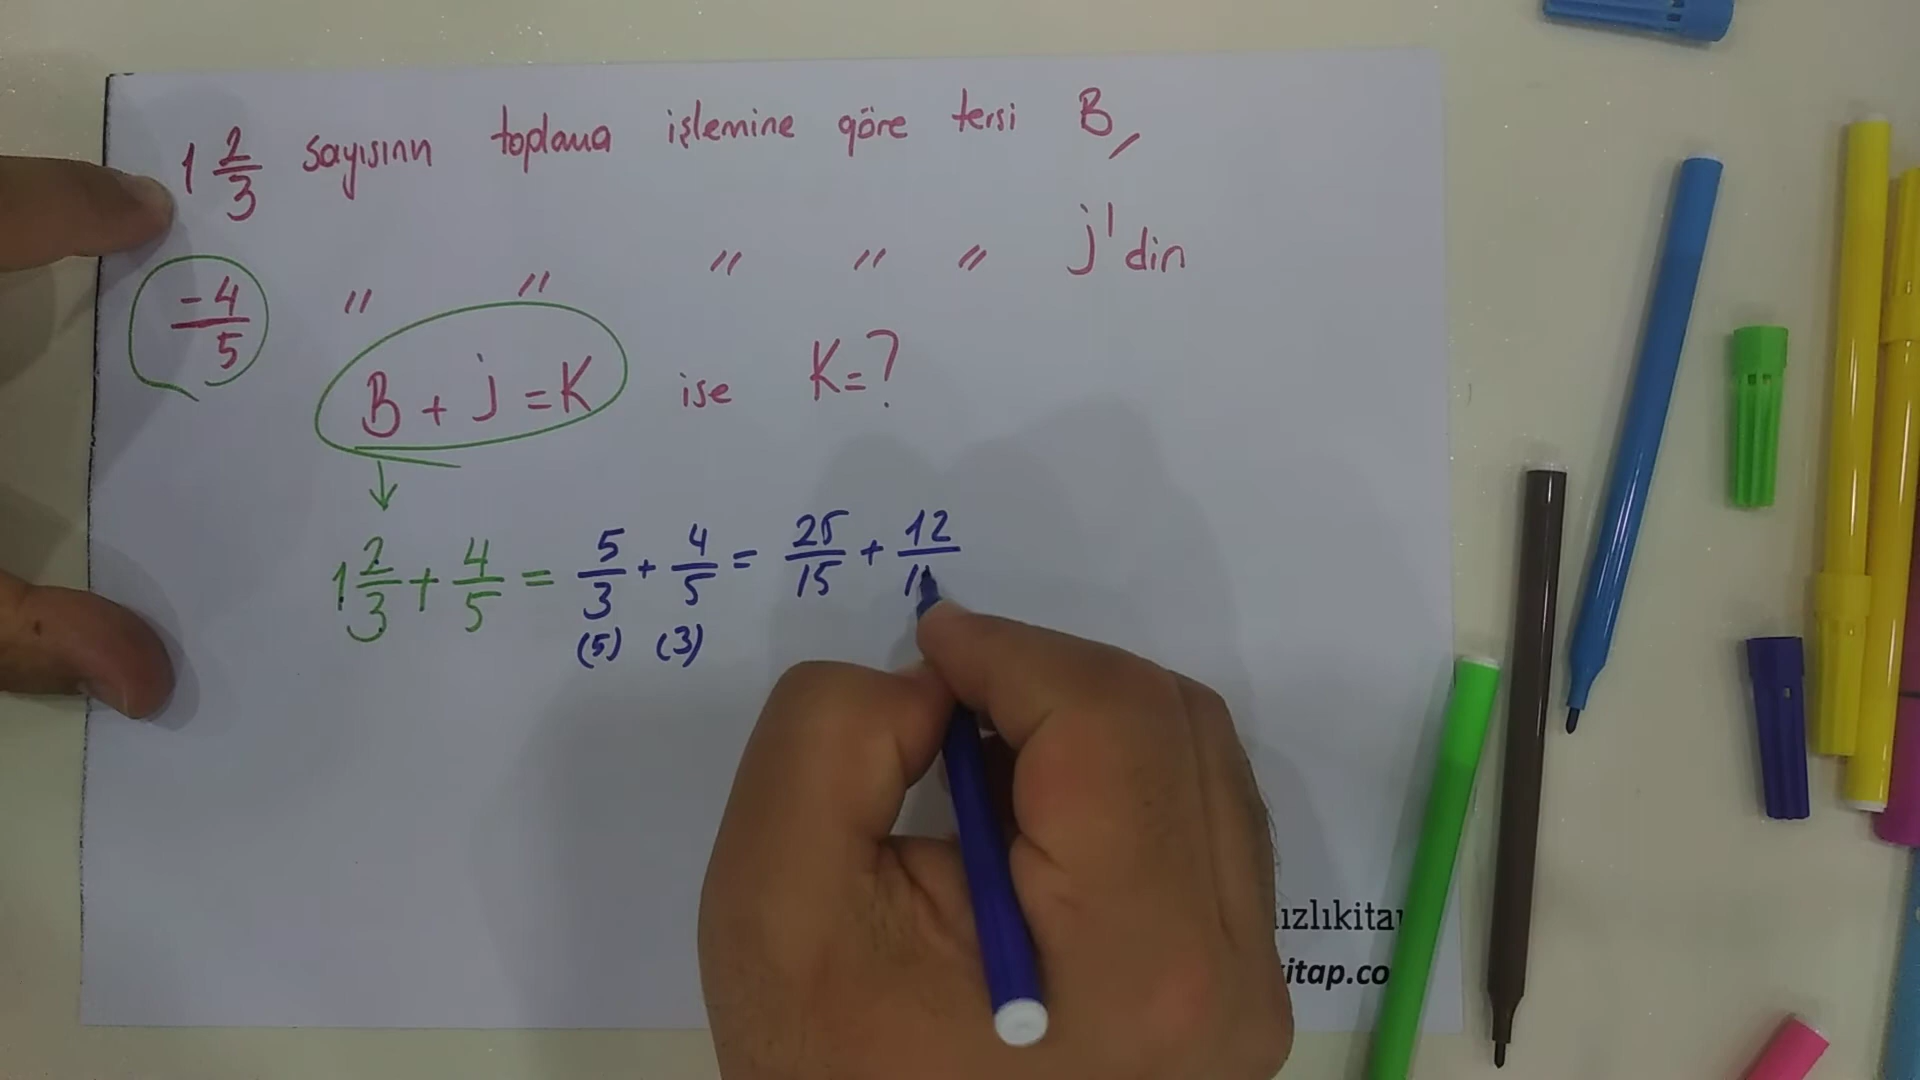 1 2/3 sayısının toplama işlemine göre tersi B,
-4/5 " " " " " j'din
B + j = K ise K=?
1 2/3 + 4/5 = 5/3 + 4/5 = 25/15 + 12/1
(5) (3)
ızlıkita
itap.co